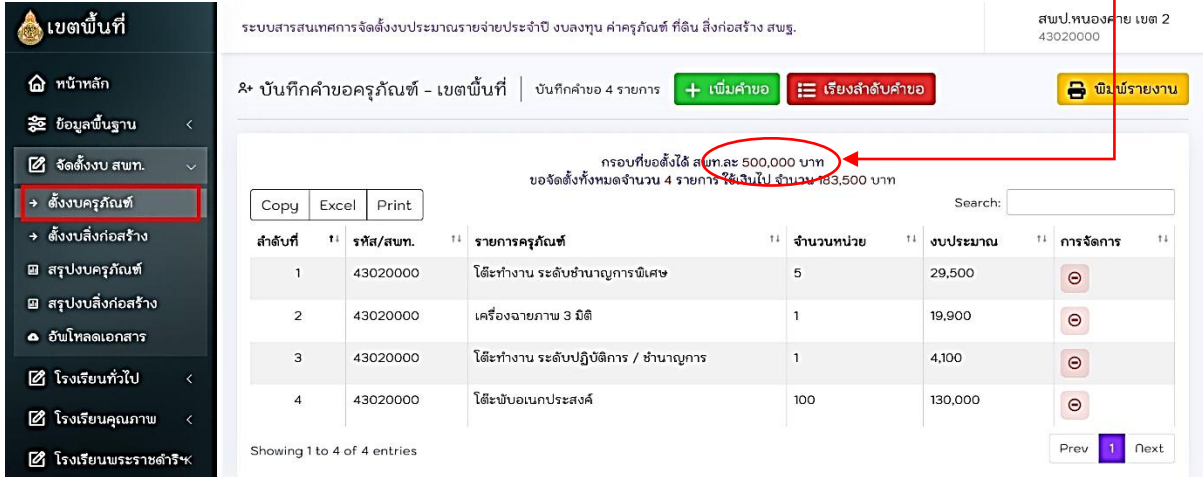 เขตพื้นที่
ระบบสารสนเทศการจัดตั้งงบประมาณรายจ่ายประจำปี งบลงทุน ค่าครุภัณฑ์ ที่ดิน สิ่งก่อสร้าง สพฐ.
สพป.หนองคาย เขต 2
43020000
หน้าหลัก
ข้อมูลพื้นฐาน
จัดตั้งงบ สพท.
ตั้งงบครุภัณฑ์
ตั้งงบสิ่งก่อสร้าง
สรุปงบครุภัณฑ์
สรุปงบสิ่งก่อสร้าง
อัพโหลดเอกสาร
โรงเรียนทั่วไป
โรงเรียนคุณภาพ
โรงเรียนพระราชดำริฯ
บันทึกคำขอครุภัณฑ์ - เขตพื้นที่ บันทึกคำขอ 4 รายการ + เพิ่มคำขอ เรียงลำดับคำขอ พิมพ์รายงาน
กรอบที่ขอตั้งได้ สพท.ละ 500,000 บาท
ขอจัดตั้งทั้งหมดจำนวน 4 รายการ ใช้เงินไป จำนวน 183,500 บาท
Copy Excel Print Search:
ลำดับที่ รหัส/สพท. รายการครุภัณฑ์ จำนวนหน่วย งบประมาณ การจัดการ
1 43020000 โต๊ะทำงาน ระดับชำนาญการพิเศษ 5 29,500
2 43020000 เครื่องฉายภาพ 3 มิติ 1 19,900
3 43020000 โต๊ะทำงาน ระดับปฏิบัติการ / ชำนาญการ 1 4,100
4 43020000 โต๊ะพับอเนกประสงค์ 100 130,000
Showing 1 to 4 of 4 entries Prev 1 Next